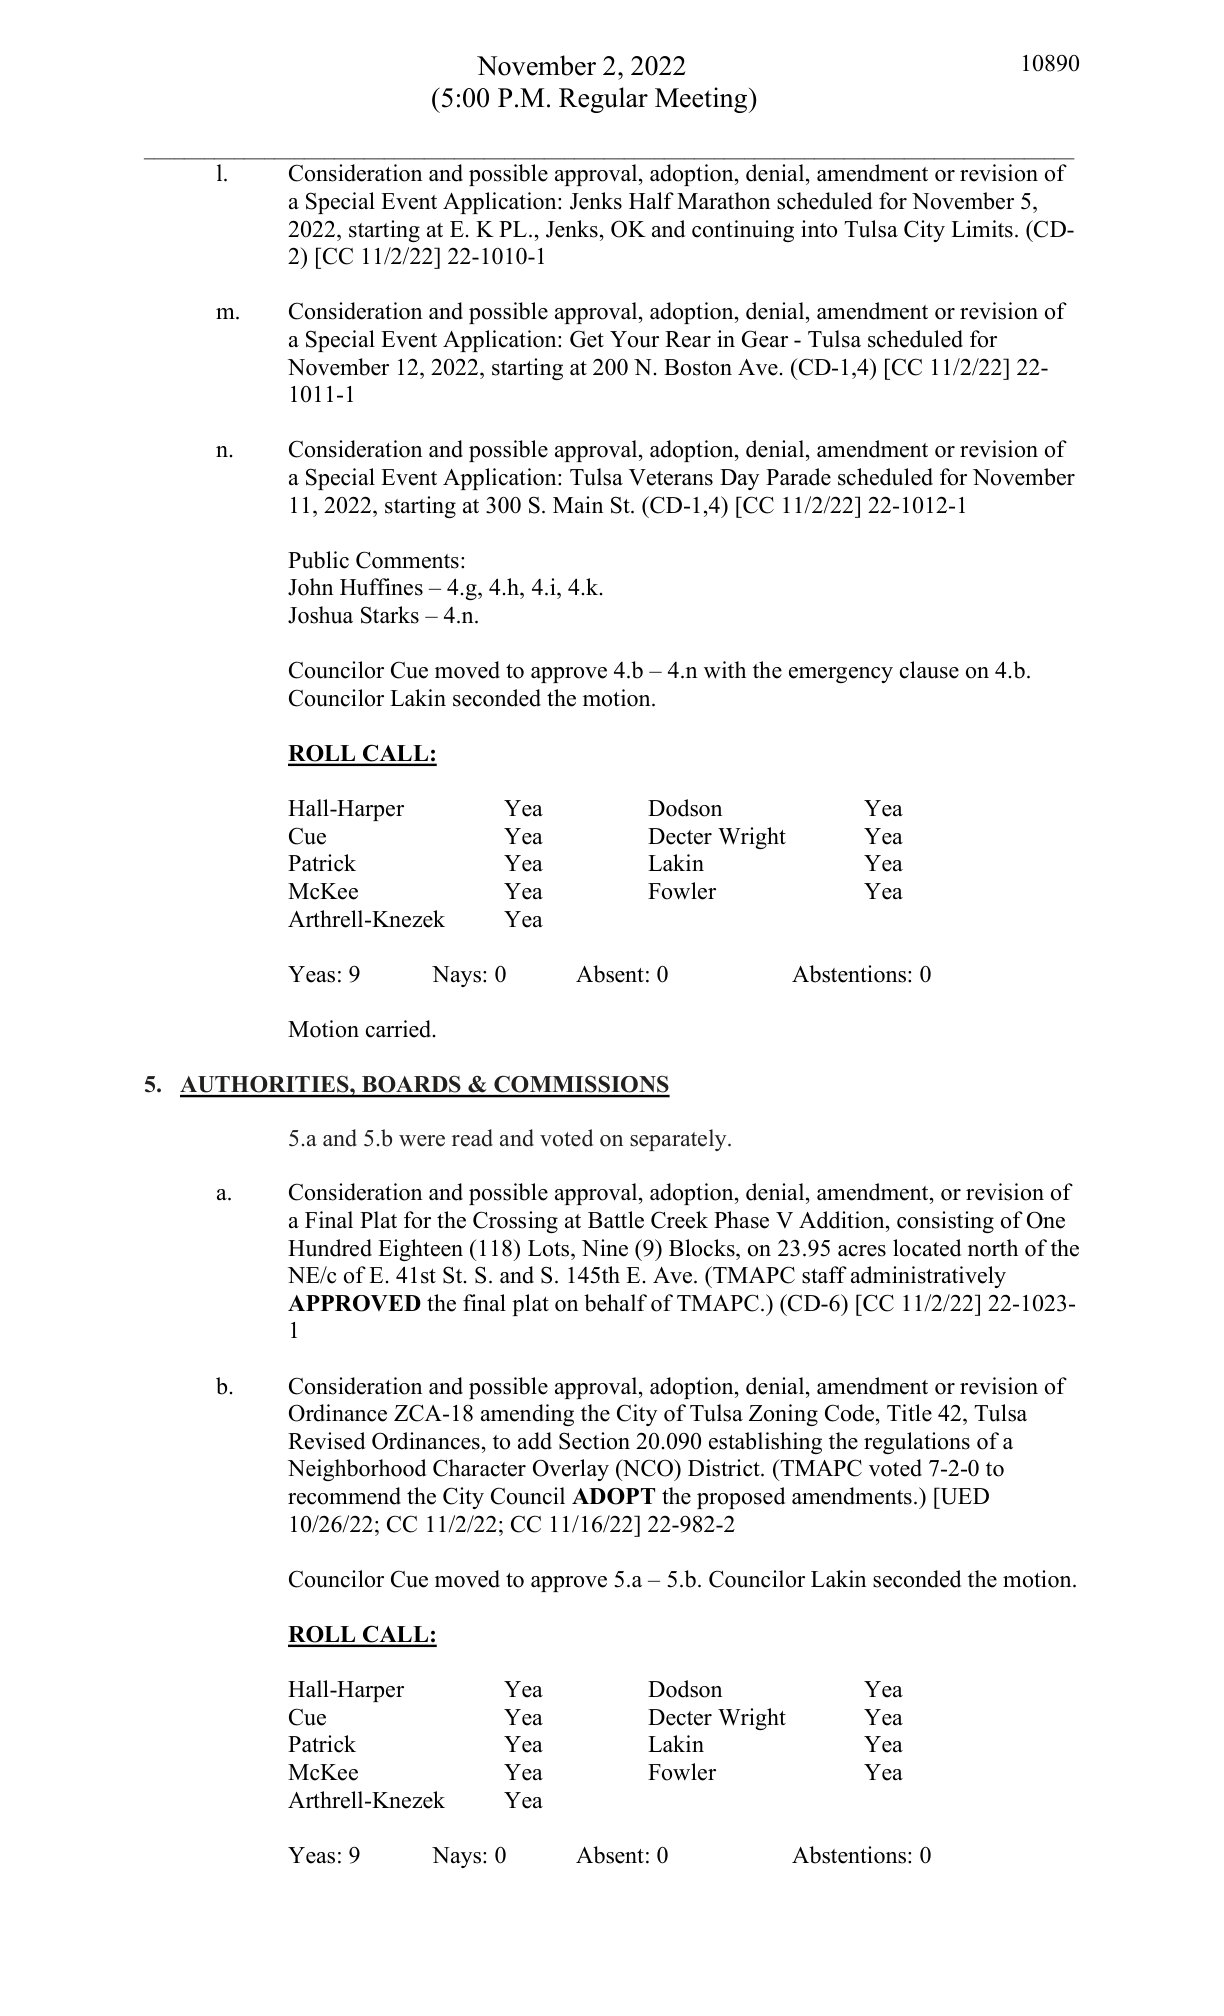 November 2, 2022
10890
(5:00 P.M. Regular Meeting)
l. Consideration and possible approval, adoption, denial, amendment or revision of
a Special Event Application: Jenks Half Marathon scheduled for November 5,
2022, starting at E. K PL., Jenks, OK and continuing into Tulsa City Limits. (CD-
2) [CC 11/2/22] 22-1010-1
m. Consideration and possible approval, adoption, denial, amendment or revision of
a Special Event Application: Get Your Rear in Gear - Tulsa scheduled for
November 12, 2022, starting at 200 N. Boston Ave. (CD-1,4) [CC 11/2/22] 22-
1011-1
n. Consideration and possible approval, adoption, denial, amendment or revision of
a Special Event Application: Tulsa Veterans Day Parade scheduled for November
11, 2022, starting at 300 S. Main St. (CD-1,4) [CC 11/2/22] 22-1012-1
Public Comments:
John Huffines – 4.g, 4.h, 4.i, 4.k.
Joshua Starks – 4.n.
Councilor Cue moved to approve 4.b – 4.n with the emergency clause on 4.b.
Councilor Lakin seconded the motion.
ROLL CALL:
Hall-Harper Yea Dodson Yea
Cue Yea Decter Wright Yea
Patrick Yea Lakin Yea
McKee Yea Fowler Yea
Arthrell-Knezek Yea
Yeas: 9 Nays: 0 Absent: 0 Abstentions: 0
Motion carried.
5. AUTHORITIES, BOARDS & COMMISSIONS
5.a and 5.b were read and voted on separately.
a. Consideration and possible approval, adoption, denial, amendment, or revision of
a Final Plat for the Crossing at Battle Creek Phase V Addition, consisting of One
Hundred Eighteen (118) Lots, Nine (9) Blocks, on 23.95 acres located north of the
NE/c of E. 41st St. S. and S. 145th E. Ave. (TMAPC staff administratively
APPROVED the final plat on behalf of TMAPC.) (CD-6) [CC 11/2/22] 22-1023-
1
b. Consideration and possible approval, adoption, denial, amendment or revision of
Ordinance ZCA-18 amending the City of Tulsa Zoning Code, Title 42, Tulsa
Revised Ordinances, to add Section 20.090 establishing the regulations of a
Neighborhood Character Overlay (NCO) District. (TMAPC voted 7-2-0 to
recommend the City Council ADOPT the proposed amendments.) [UED
10/26/22; CC 11/2/22; CC 11/16/22] 22-982-2
Councilor Cue moved to approve 5.a – 5.b. Councilor Lakin seconded the motion.
ROLL CALL:
Hall-Harper Yea Dodson Yea
Cue Yea Decter Wright Yea
Patrick Yea Lakin Yea
McKee Yea Fowler Yea
Arthrell-Knezek Yea
Yeas: 9 Nays: 0 Absent: 0 Abstentions: 0